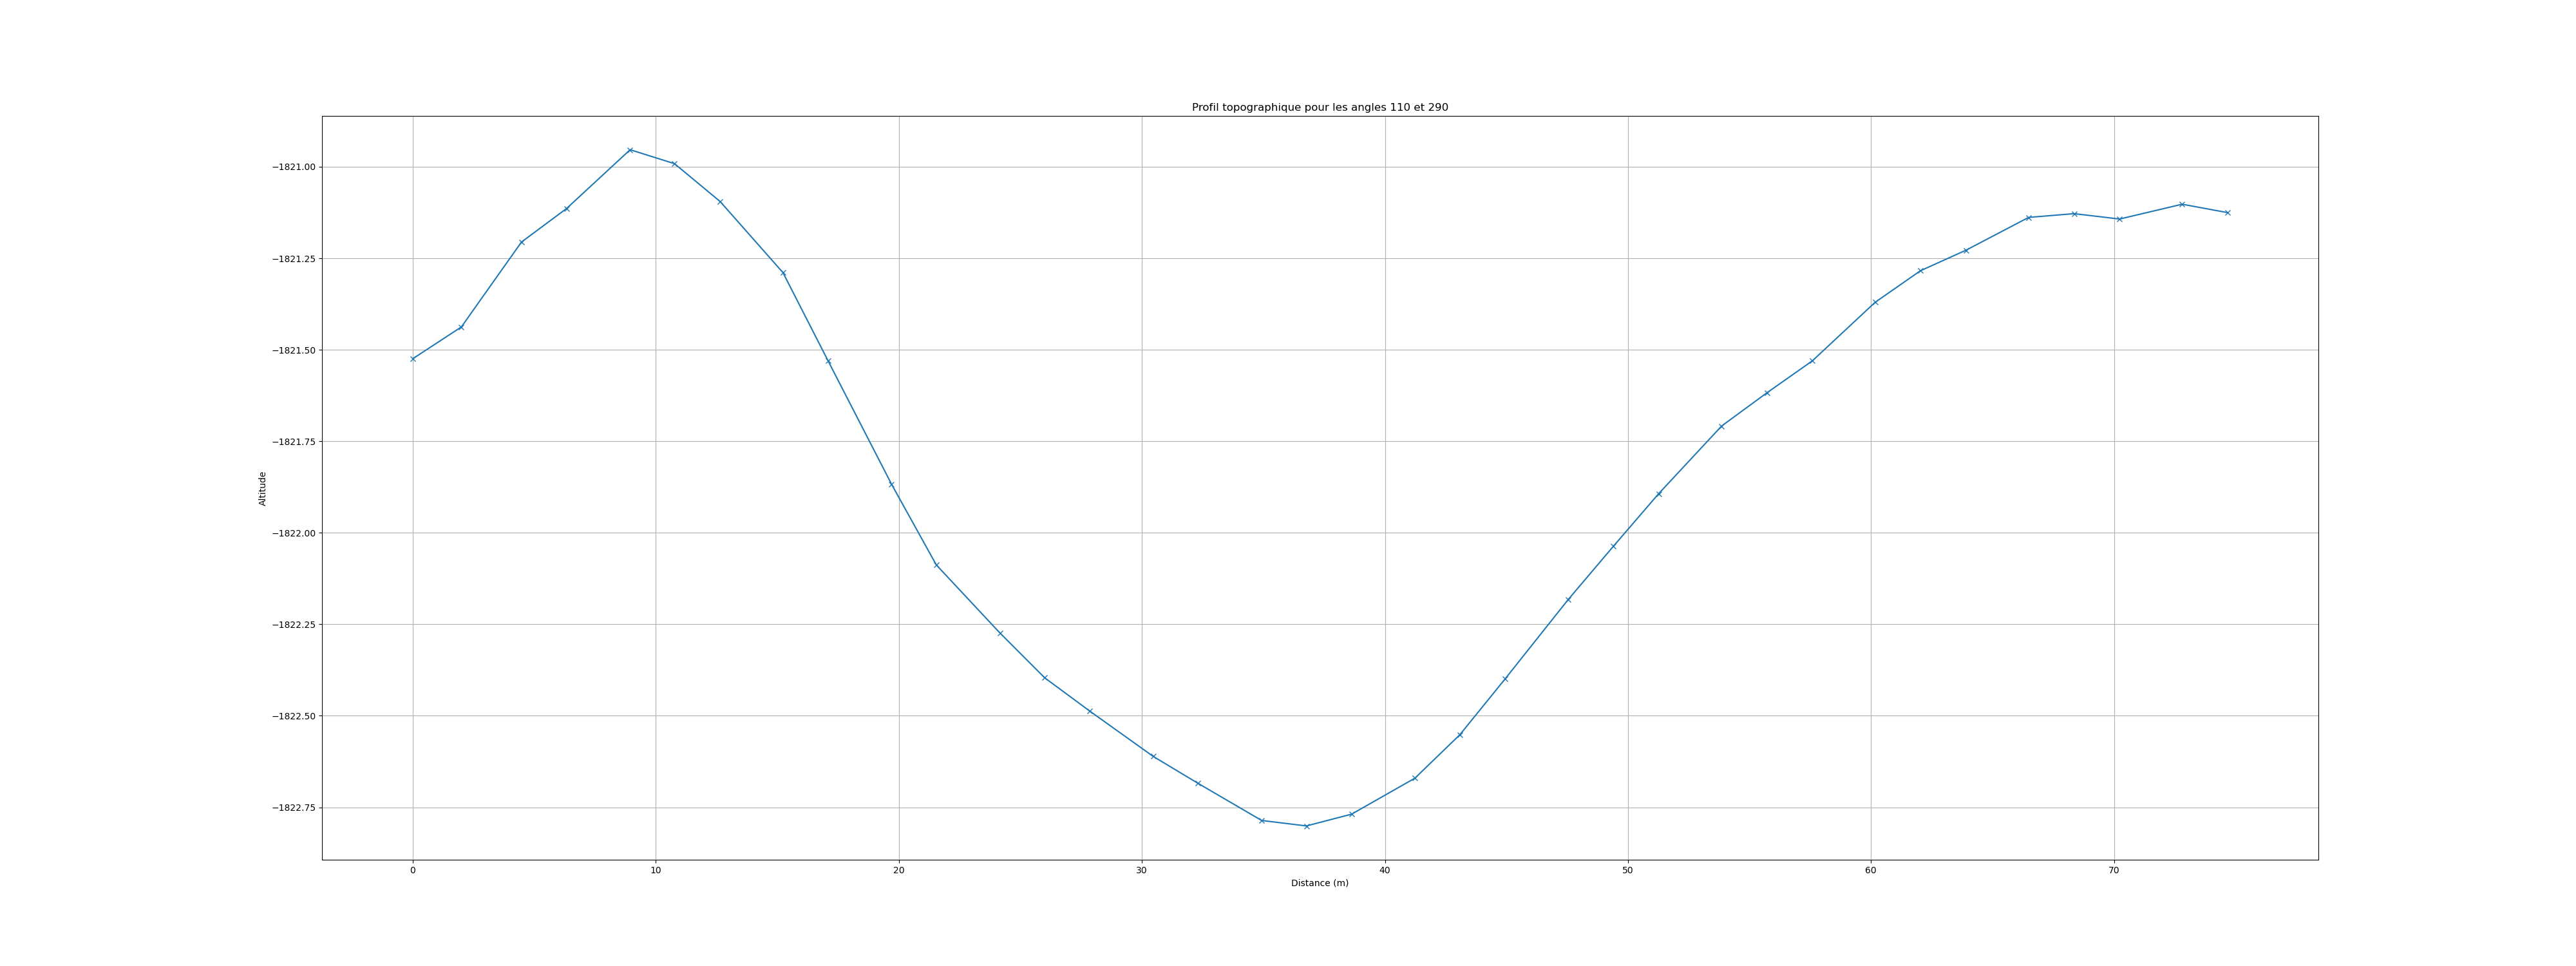 Profil topographique pour les angles 110 et 290
Altitude
−1821.00
−1821.25
−1821.50
−1821.75
−1822.00
−1822.25
−1822.50
−1822.75
0 10 20 30 40 50 60 70
Distance (m)